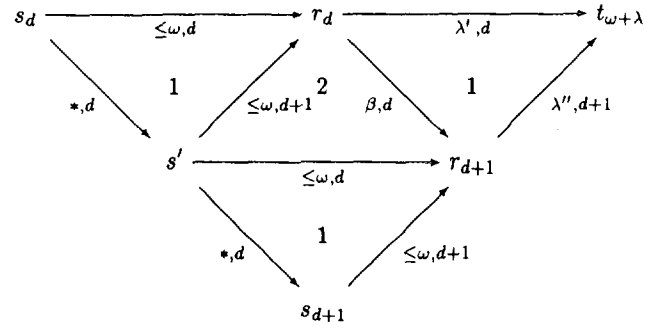 s_d ≤ω,d r_d λ′,d t_{ω+λ}
1 2 1
*,d ≤ω,d+1 β,d λ″,d+1
s′ ≤ω,d r_{d+1}
1
*,d ≤ω,d+1
s_{d+1}